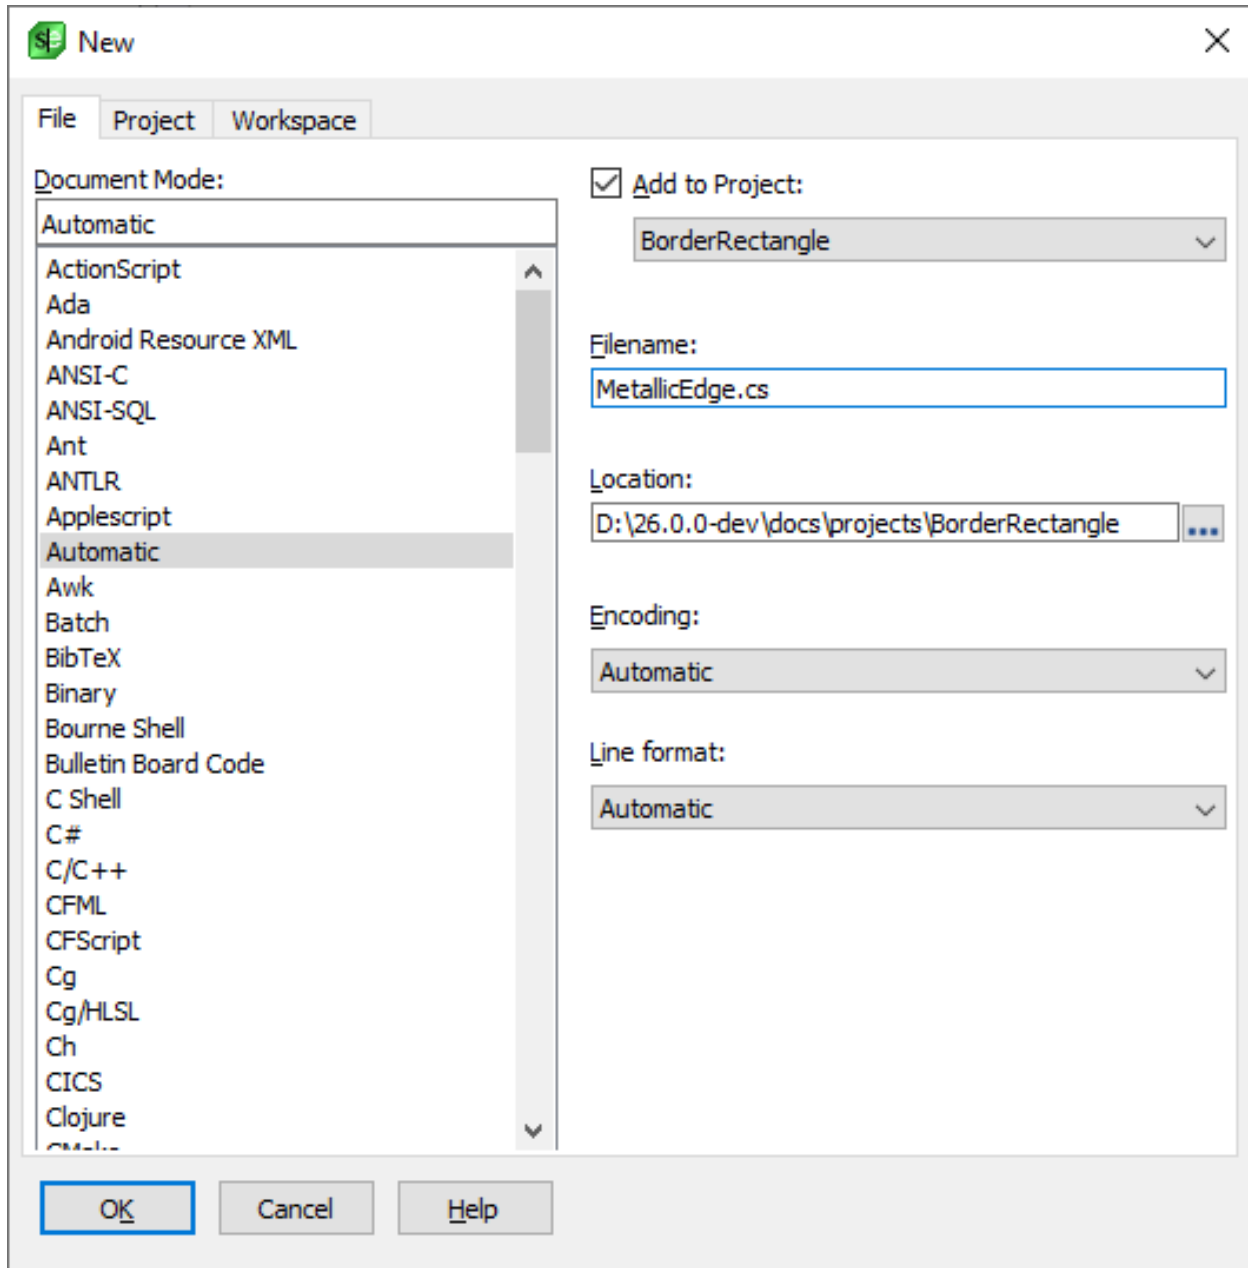 New
File
Project
Workspace
Document Mode:
Automatic
ActionScript
Ada
Android Resource XML
ANSI-C
ANSI-SQL
Ant
ANTLR
Applescript
Automatic
Awk
Batch
BibTeX
Binary
Bourne Shell
Bulletin Board Code
C Shell
C#
C/C++
CFML
CFScript
Cg
Cg/HLSL
Ch
CICS
Clojure
CMake
Add to Project:
BorderRectangle
Filename:
MetallicEdge.cs
Location:
D:\26.0.0-dev\docs\projects\BorderRectangle
...
Encoding:
Automatic
Line format:
Automatic
OK
Cancel
Help